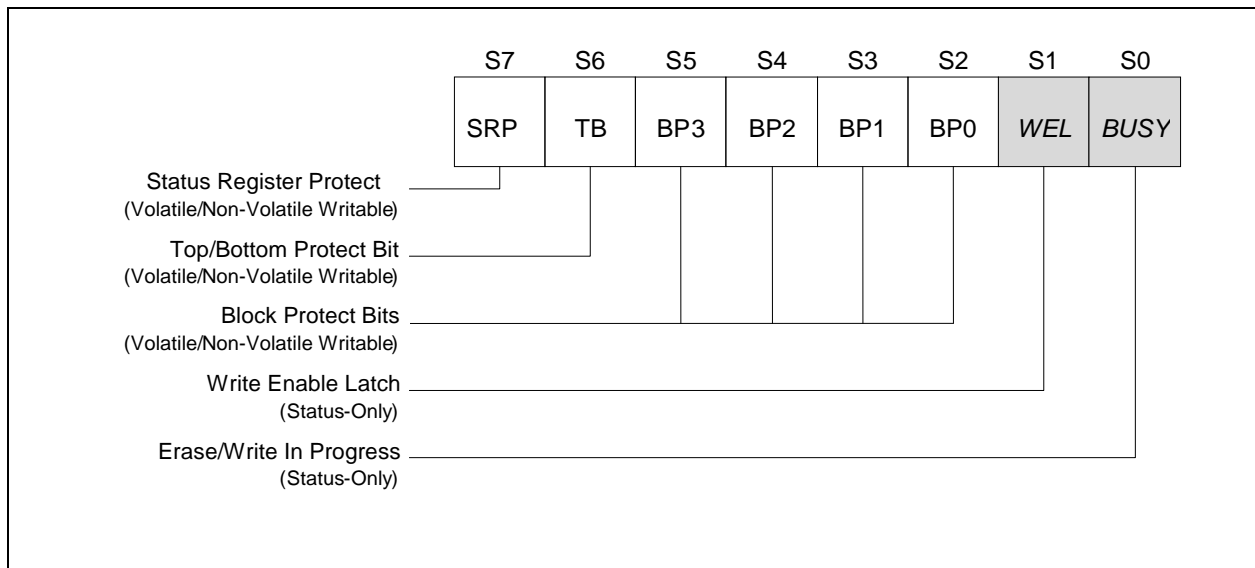 S7 S6 S5 S4 S3 S2 S1 S0
SRP TB BP3 BP2 BP1 BP0 WEL BUSY
Status Register Protect
(Volatile/Non-Volatile Writable)
Top/Bottom Protect Bit
(Volatile/Non-Volatile Writable)
Block Protect Bits
(Volatile/Non-Volatile Writable)
Write Enable Latch
(Status-Only)
Erase/Write In Progress
(Status-Only)